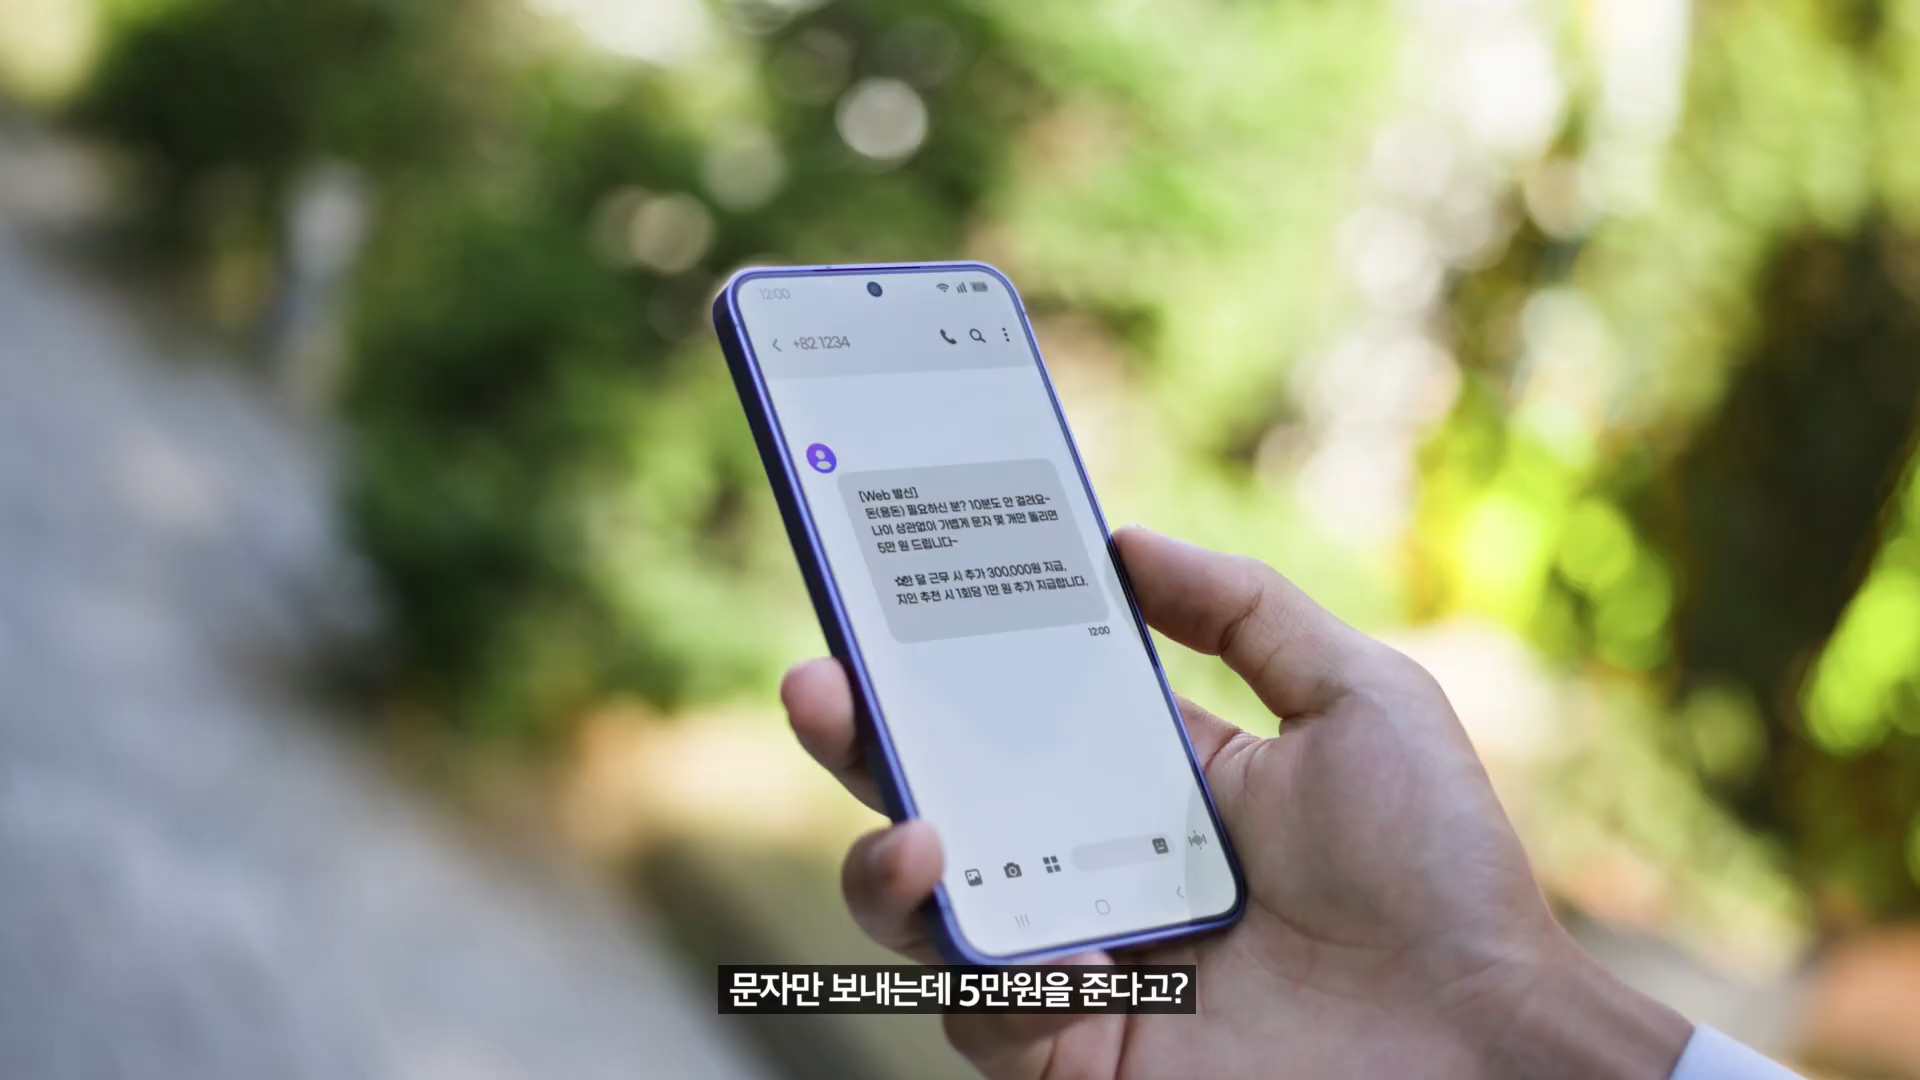 12:00
+82 1234
[Web 발신]
돈(용돈) 필요하신 분? 10분도 안 걸려요~
나이 상관없이 가볍게 문자 몇 개만 돌리면
5만 원 드립니다~
☆한 달 근무 시 추가 300,000원 지급,
지인 추천 시 1회당 1만 원 추가 지급합니다.
12:00
문자만 보내는데 5만원을 준다고?